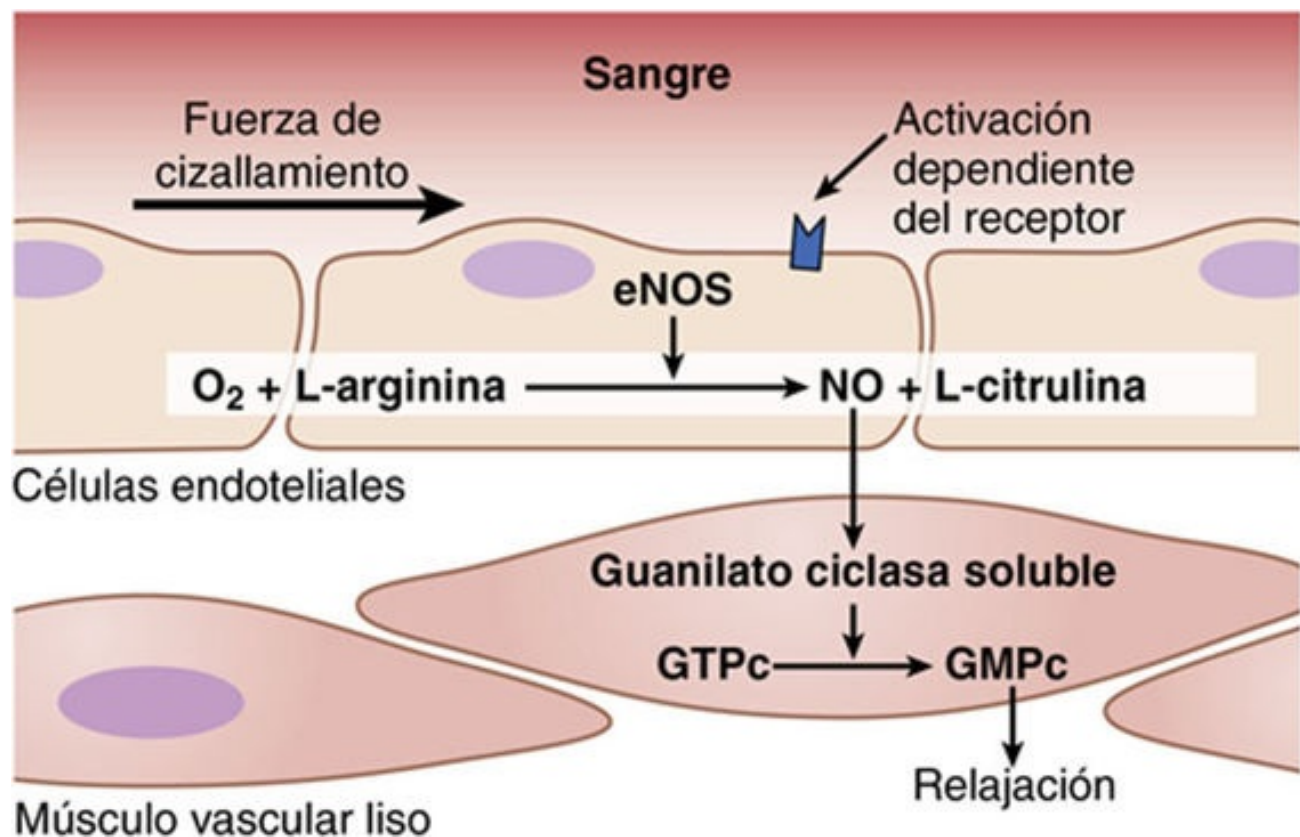 Sangre
Fuerza de
cizallamiento
Activación
dependiente
del receptor
eNOS
O₂ + L-arginina
NO + L-citrulina
Células endoteliales
Guanilato ciclasa soluble
GTPc
GMPc
Relajación
Músculo vascular liso